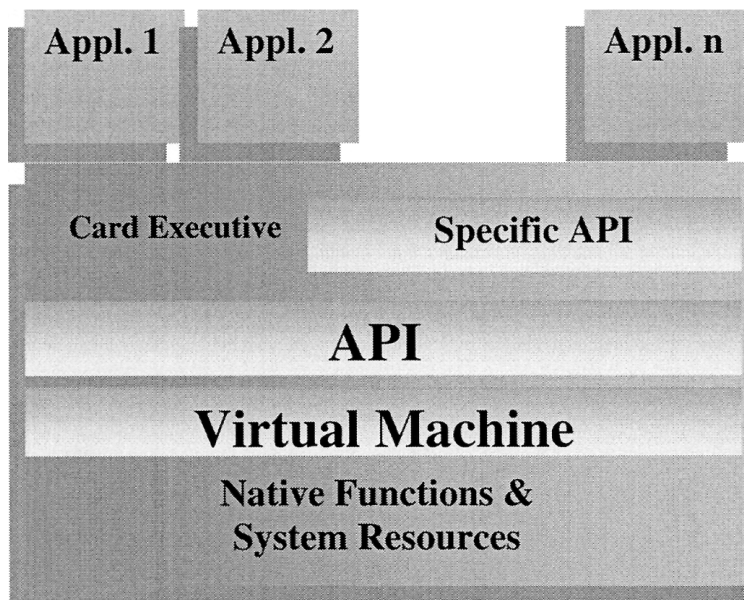 Appl. 1
Appl. 2
Appl. n
Card Executive
Specific API
API
Virtual Machine
Native Functions &
System Resources